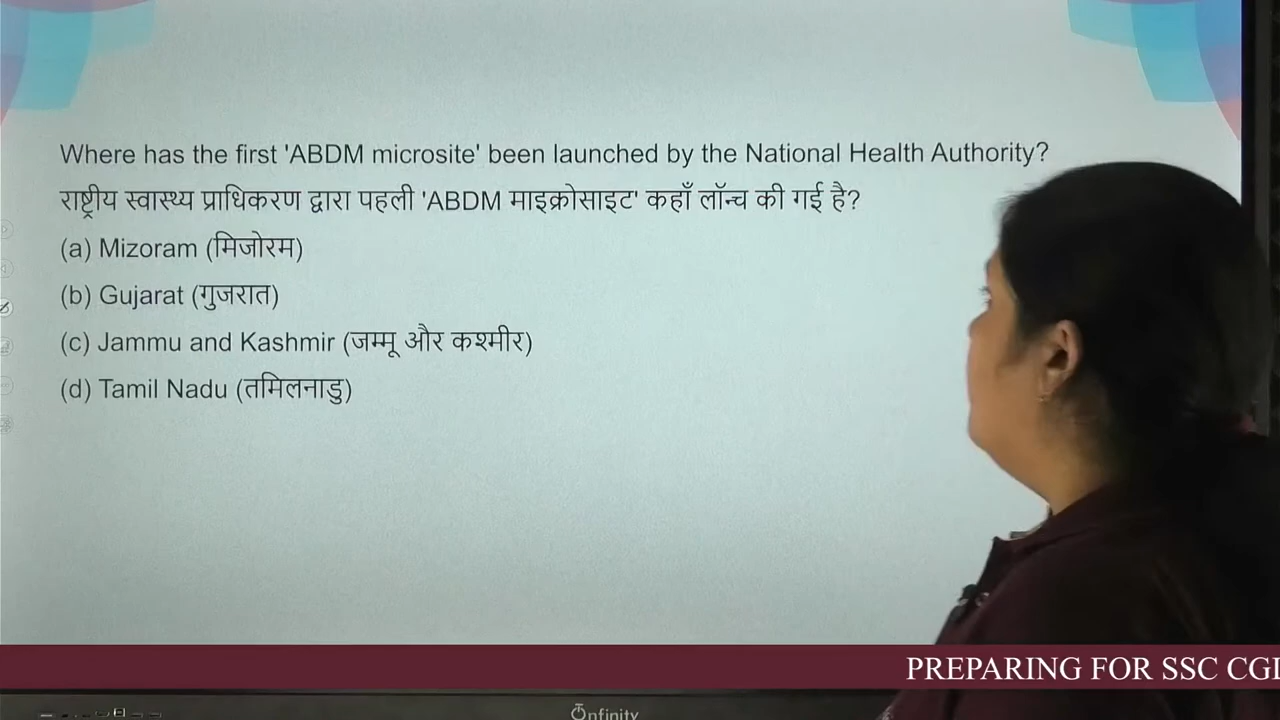 Where has the first 'ABDM microsite' been launched by the National Health Authority?
राष्ट्रीय स्वास्थ्य प्राधिकरण द्वारा पहली 'ABDM माइक्रोसाइट' कहाँ लॉन्च की गई है?
(a) Mizoram (मिजोरम)
(b) Gujarat (गुजरात)
(c) Jammu and Kashmir (जम्मू और कश्मीर)
(d) Tamil Nadu (तमिलनाडु)
PREPARING FOR SSC CGL
Onfinity